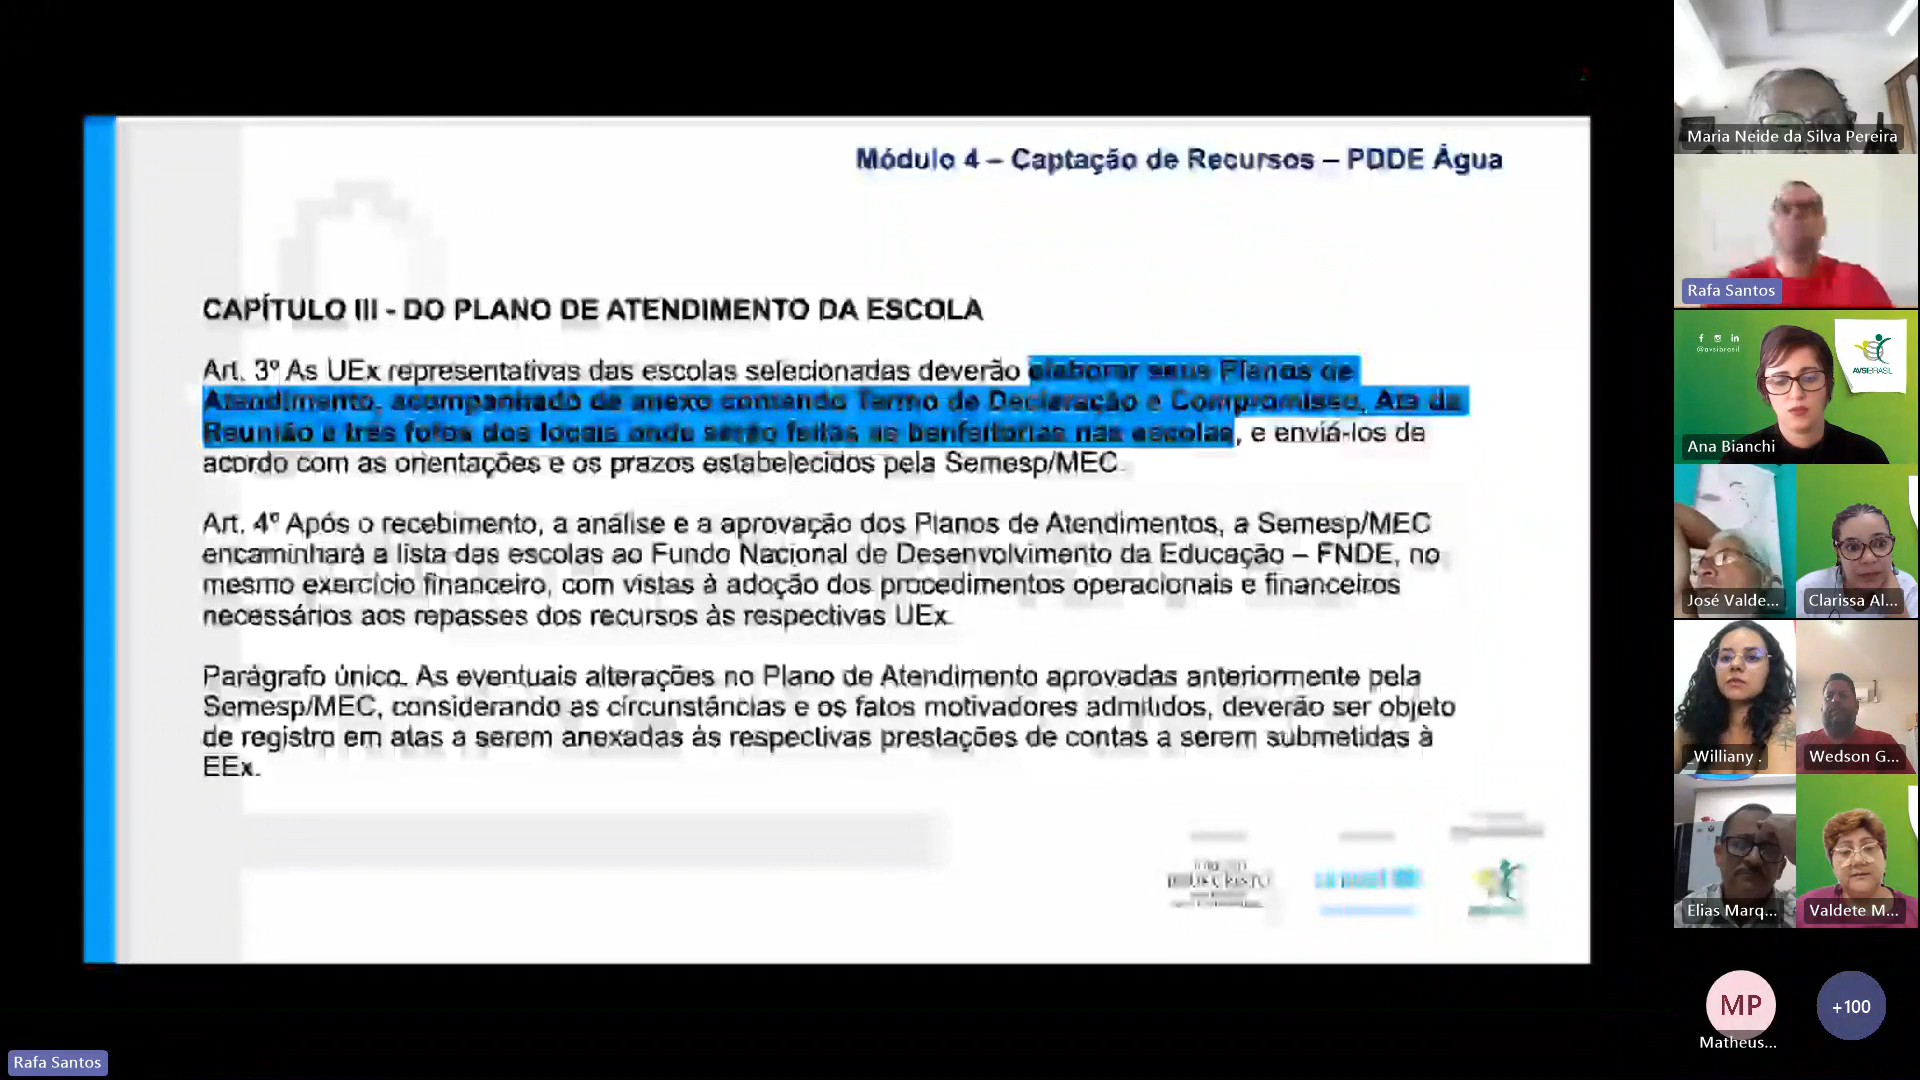 Módulo 4 – Captação de Recursos – PDDE Água
CAPÍTULO III - DO PLANO DE ATENDIMENTO DA ESCOLA
Art. 3º As UEx representativas das escolas selecionadas deverão elaborar seus Planos de
Atendimento, acompanhado de anexo contendo Termo de Declaração e Compromisso, Ata da
Reunião e três fotos dos locais onde serão feitas as benfeitorias nas escolas, e enviá-los de
acordo com as orientações e os prazos estabelecidos pela Semesp/MEC.
Art. 4º Após o recebimento, a análise e a aprovação dos Planos de Atendimentos, a Semesp/MEC
encaminhará a lista das escolas ao Fundo Nacional de Desenvolvimento da Educação – FNDE, no
mesmo exercício financeiro, com vistas à adoção dos procedimentos operacionais e financeiros
necessários aos repasses dos recursos às respectivas UEx.
Parágrafo único. As eventuais alterações no Plano de Atendimento aprovadas anteriormente pela
Semesp/MEC, considerando as circunstâncias e os fatos motivadores admitidos, deverão ser objeto
de registro em atas a serem anexadas às respectivas prestações de contas a serem submetidas à
EEx.
Rafa Santos
Maria Neide da Silva Pereira
Rafa Santos
@avsibrasil
AVSIBRASIL
Ana Bianchi
José Valde...
Clarissa Al...
Williany .
Wedson G...
Elias Marq...
Valdete M...
MP
Matheus...
+100